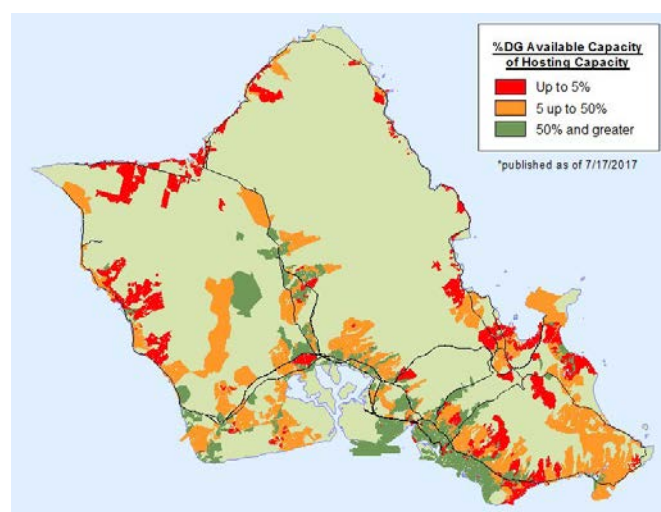 %DG Available Capacity
of Hosting Capacity
Up to 5%
5 up to 50%
50% and greater
*published as of 7/17/2017